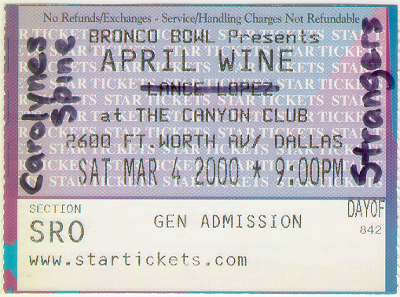 No Refunds/Exchanges - Service/Handling Charges Not Refundable
BRONCO BOWL Presents
APRIL WINE
LANCE LOPEZ
at THE CANYON CLUB
2600 FT.WORTH AV/ DALLAS
SAT MAR 4 2000 * 9:00PM
Carolynes
Spine
Strangers
SECTION
GEN ADMISSION
DAYOF
SRO
842
www.startickets.com